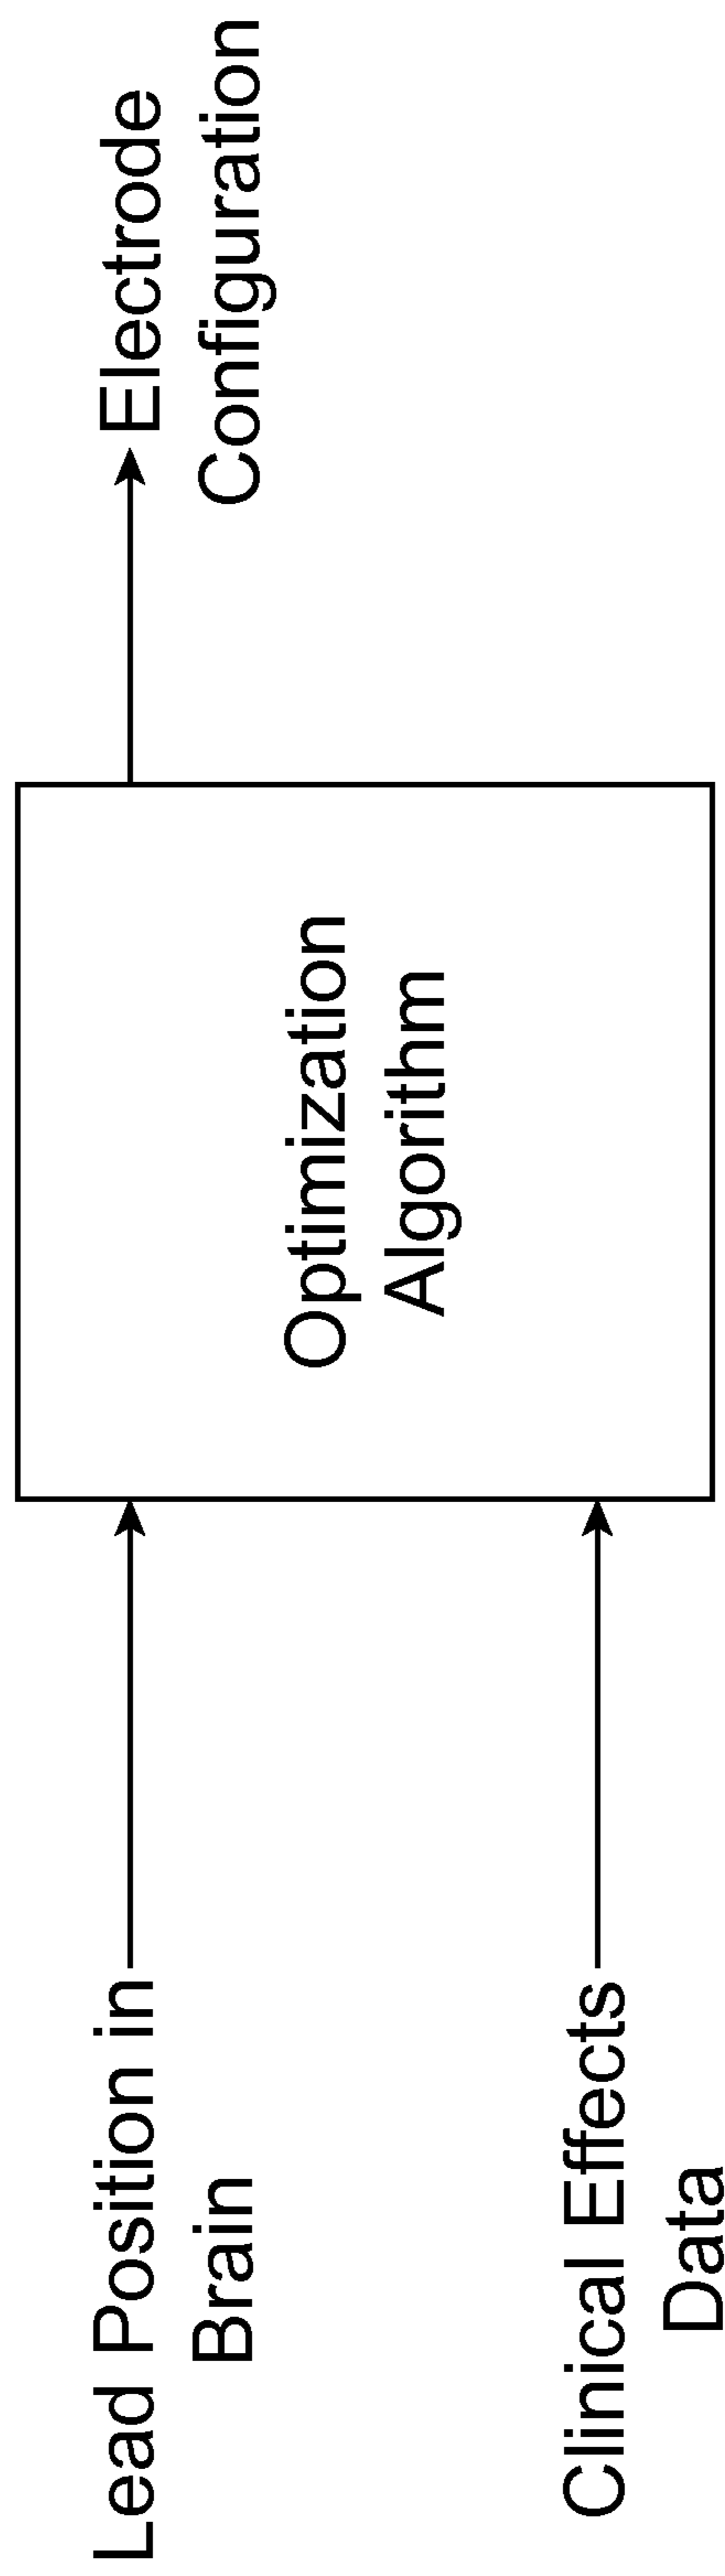 Lead Position in
Brain
Clinical Effects
Data
Optimization
Algorithm
Electrode
Configuration